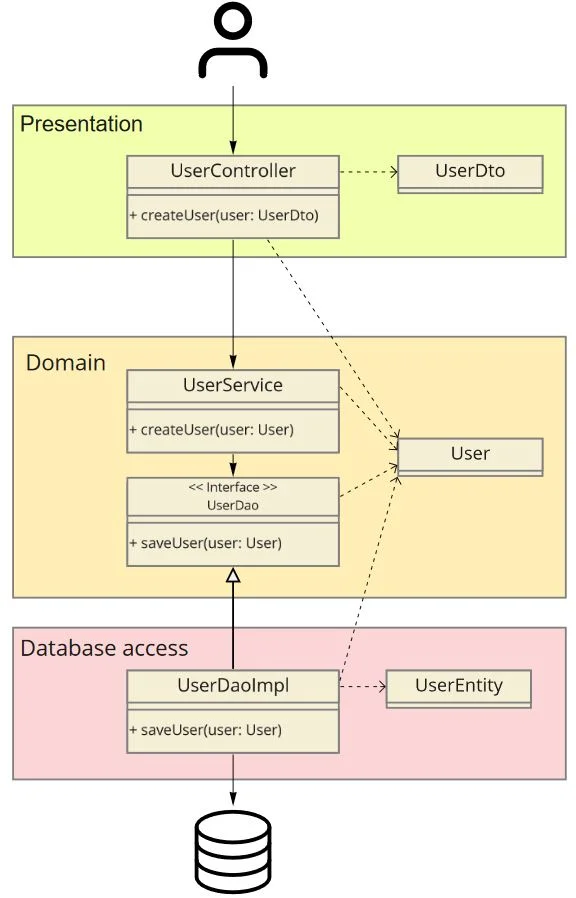 Presentation
UserController
UserDto
+ createUser(user: UserDto)
Domain
UserService
+ createUser(user: User)
User
<< Interface >>
UserDao
+ saveUser(user: User)
Database access
UserDaoImpl
UserEntity
+ saveUser(user: User)